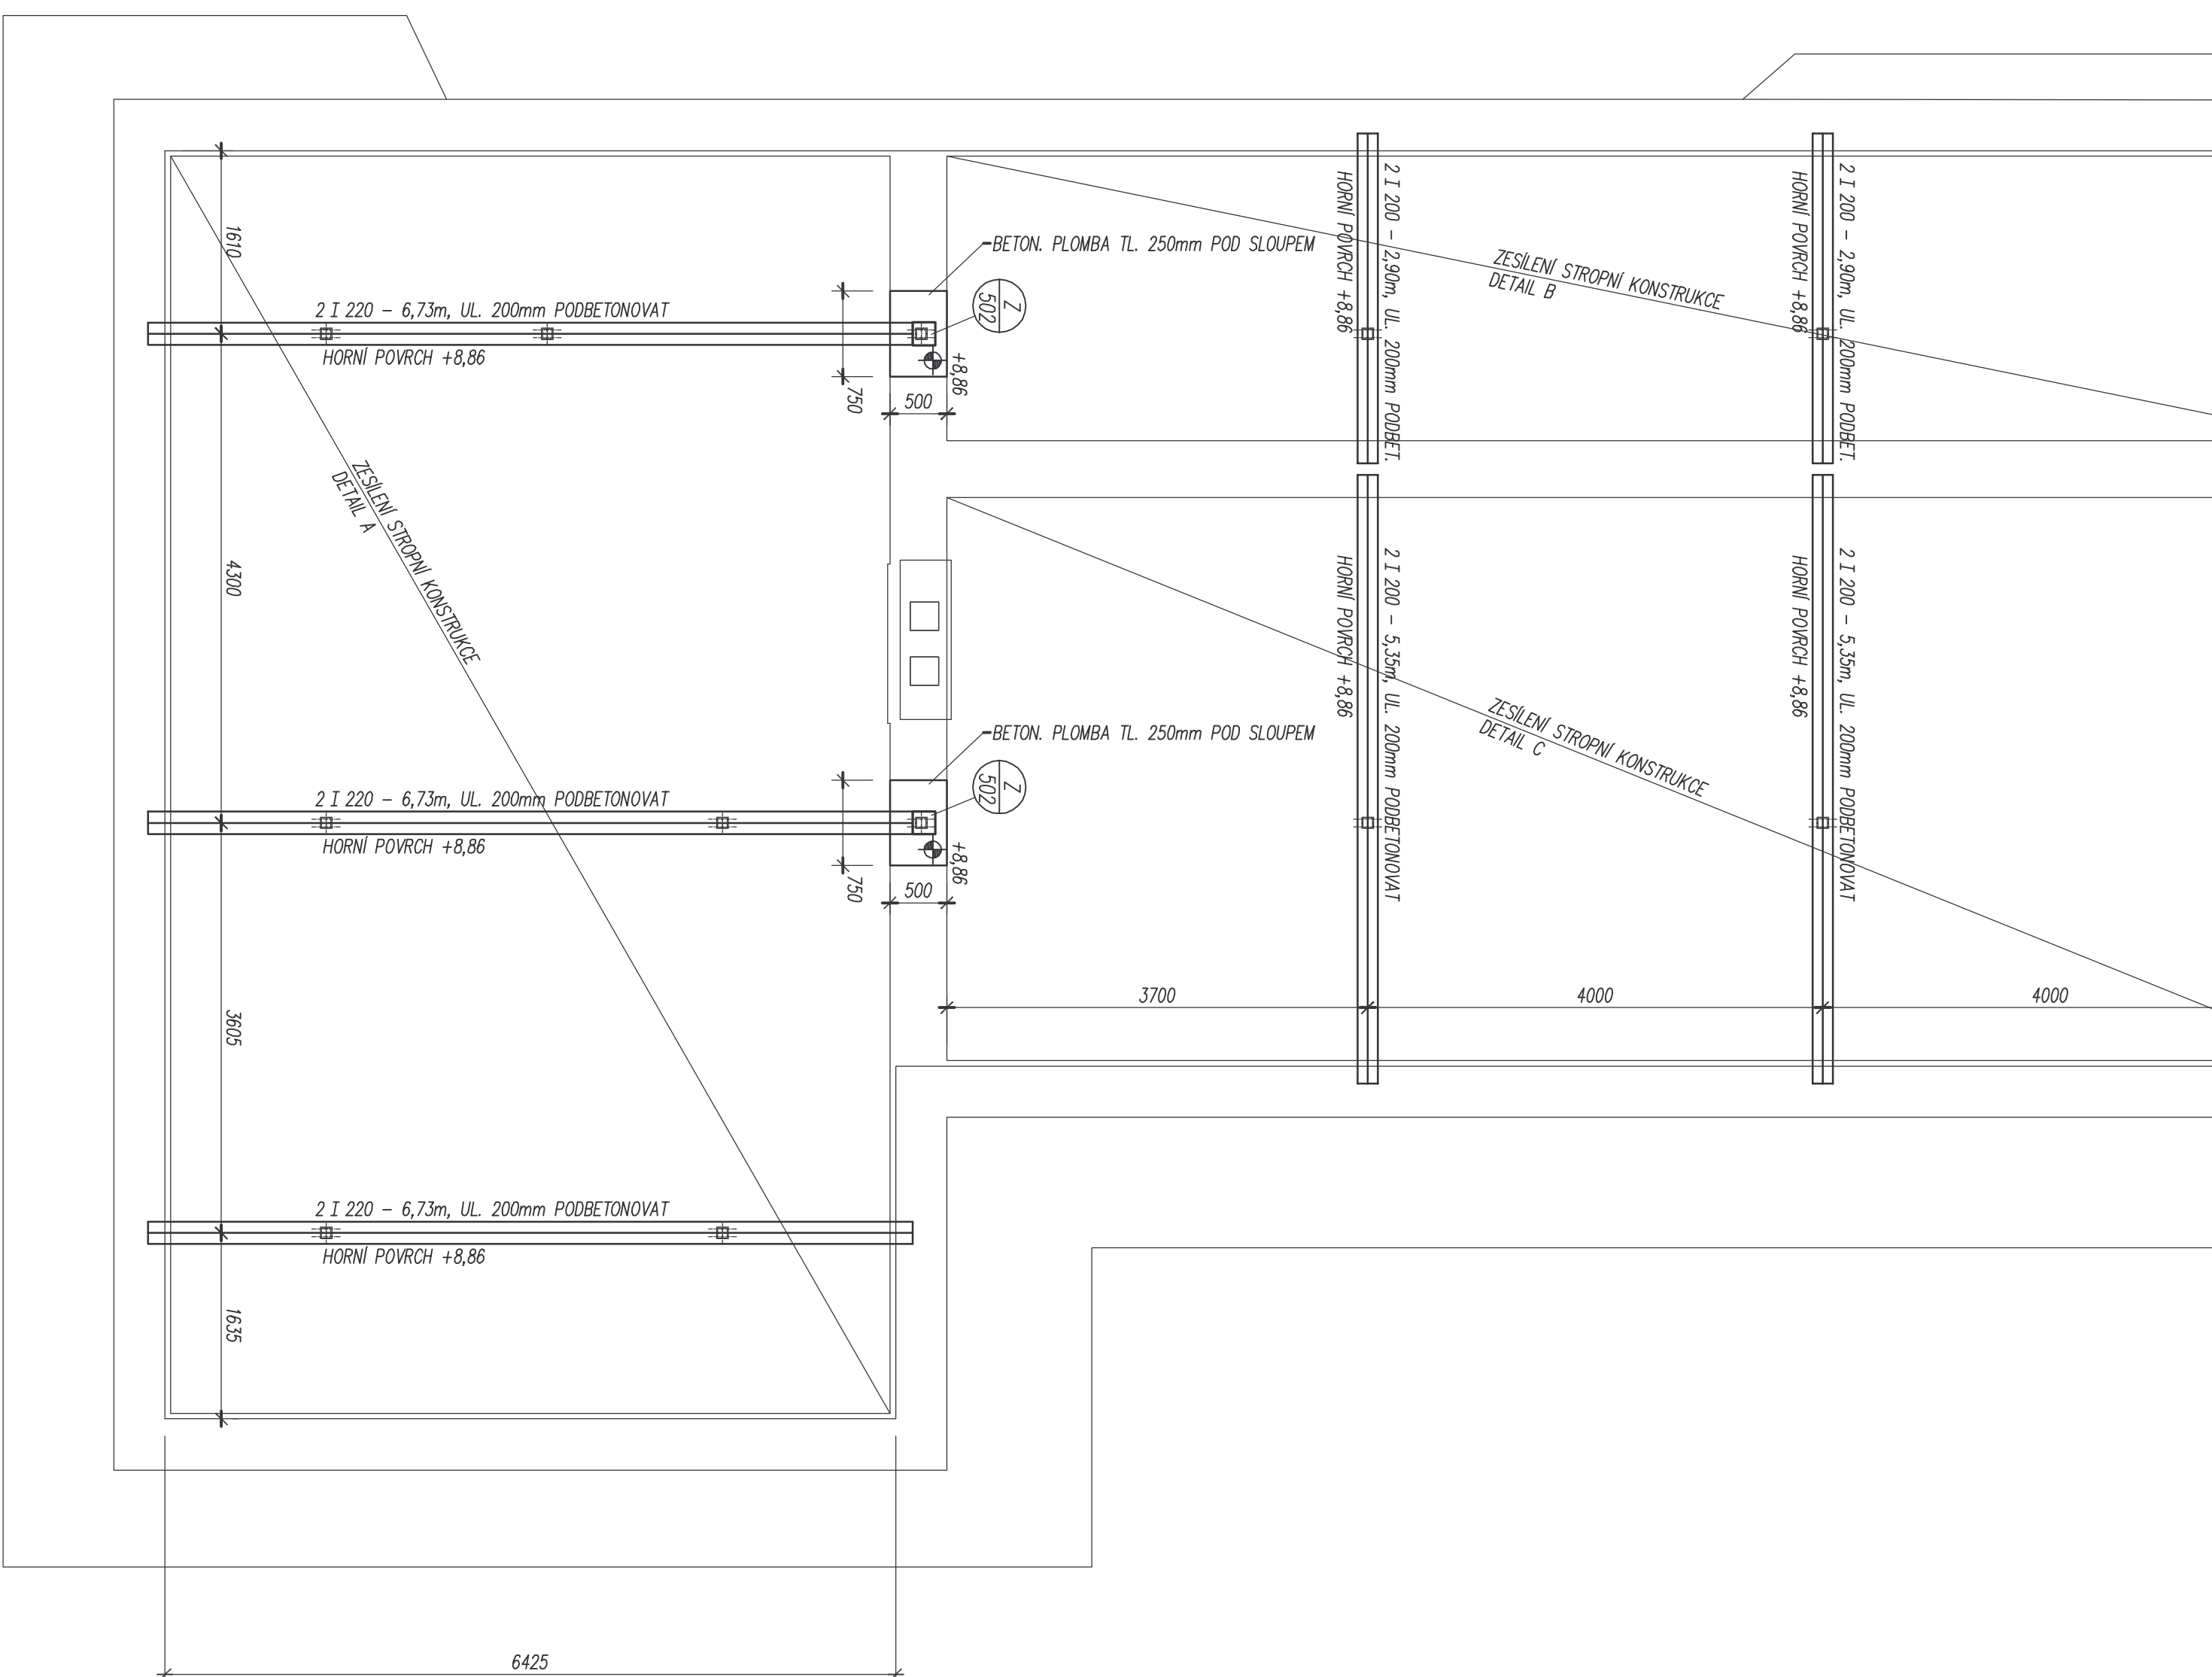 1610
BETON. PLOMBA TL. 250mm POD SLOUPEM
Z
502
2 I 220 – 6,73m, UL. 200mm PODBETONOVAT
HORNÍ POVRCH +8,86
+8,86
750
500
HORNÍ POVRCH +8,86
2 I 200 – 2,90m, UL. 200mm PODBET.
ZESÍLENÍ STROPNÍ KONSTRUKCE
DETAIL B
HORNÍ POVRCH +8,86
2 I 200 – 2,90m, UL. 200mm PODBET.
ZESÍLENÍ STROPNÍ KONSTRUKCE
DETAIL A
4300
HORNÍ POVRCH +8,86
2 I 200 – 5,35m, UL. 200mm PODBETONOVAT
ZESÍLENÍ STROPNÍ KONSTRUKCE
DETAIL C
HORNÍ POVRCH +8,86
2 I 200 – 5,35m, UL. 200mm PODBETONOVAT
BETON. PLOMBA TL. 250mm POD SLOUPEM
Z
502
2 I 220 – 6,73m, UL. 200mm PODBETONOVAT
HORNÍ POVRCH +8,86
+8,86
750
500
3700
4000
4000
3605
2 I 220 – 6,73m, UL. 200mm PODBETONOVAT
HORNÍ POVRCH +8,86
1635
6425